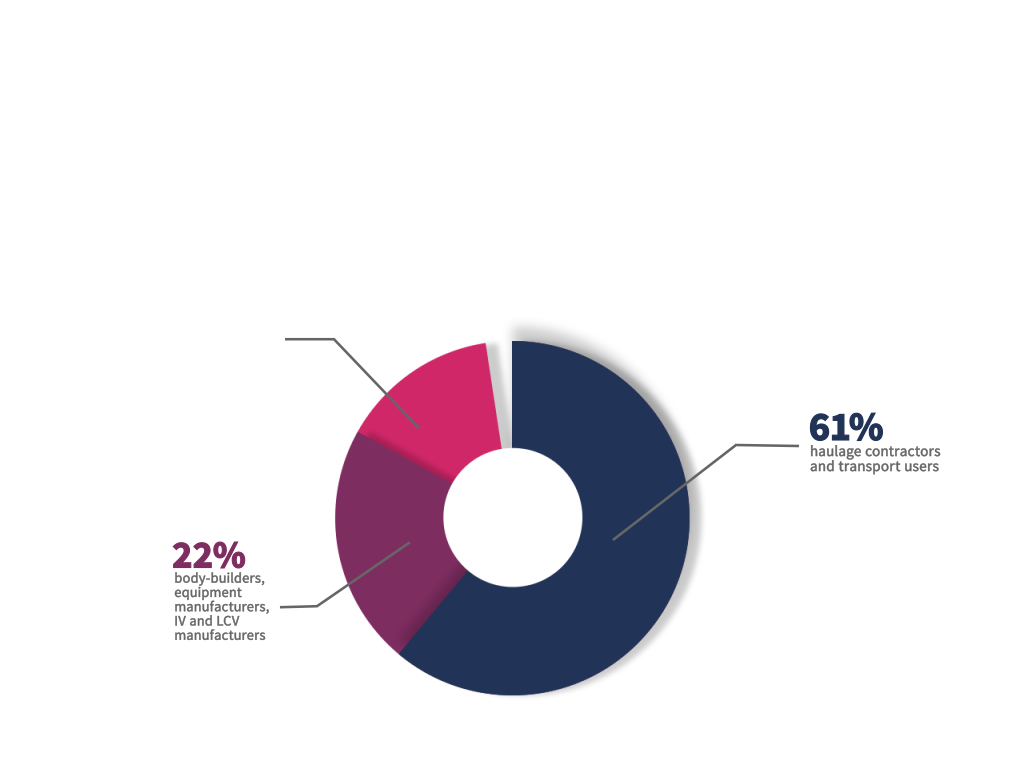 61%
haulage contractors
and transport users
22%
body-builders,
equipment
manufacturers,
IV and LCV
manufacturers